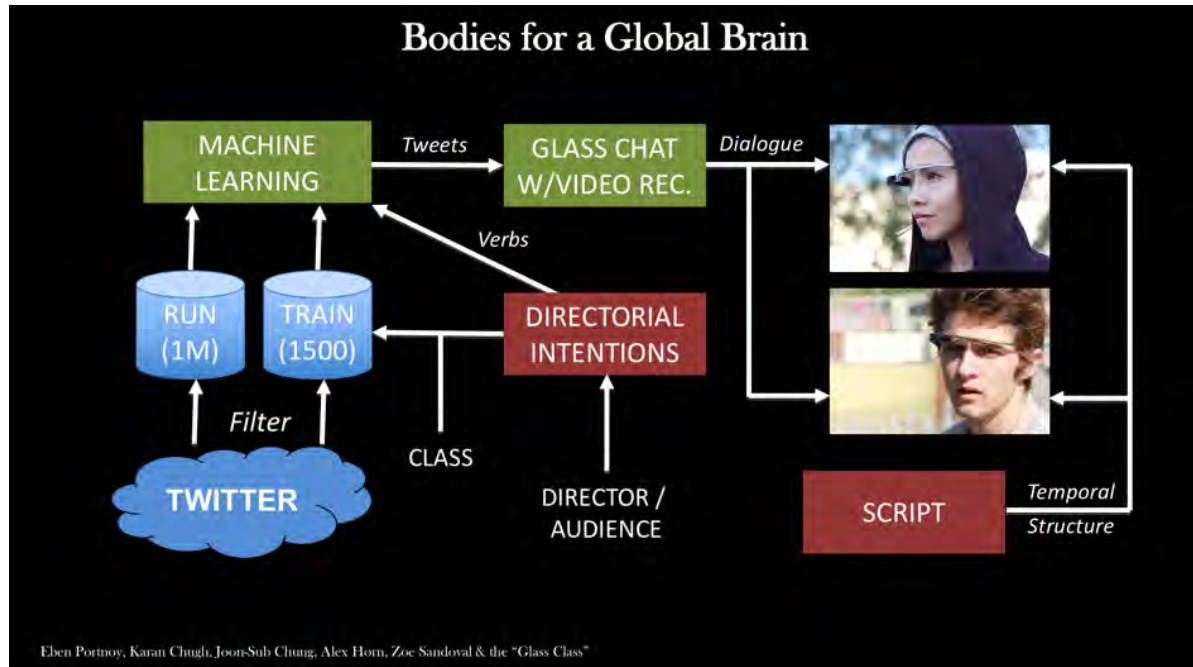 Bodies for a Global Brain
MACHINE
LEARNING
Tweets
GLASS CHAT
W/VIDEO REC.
Dialogue
Verbs
RUN
(1M)
TRAIN
(1500)
DIRECTORIAL
INTENTIONS
Filter
CLASS
TWITTER
DIRECTOR /
AUDIENCE
SCRIPT
Temporal
Structure
Eben Portnoy, Karan Chugh, Joon-Sub Chung, Alex Horn, Zoe Sandoval & the “Glass Class”